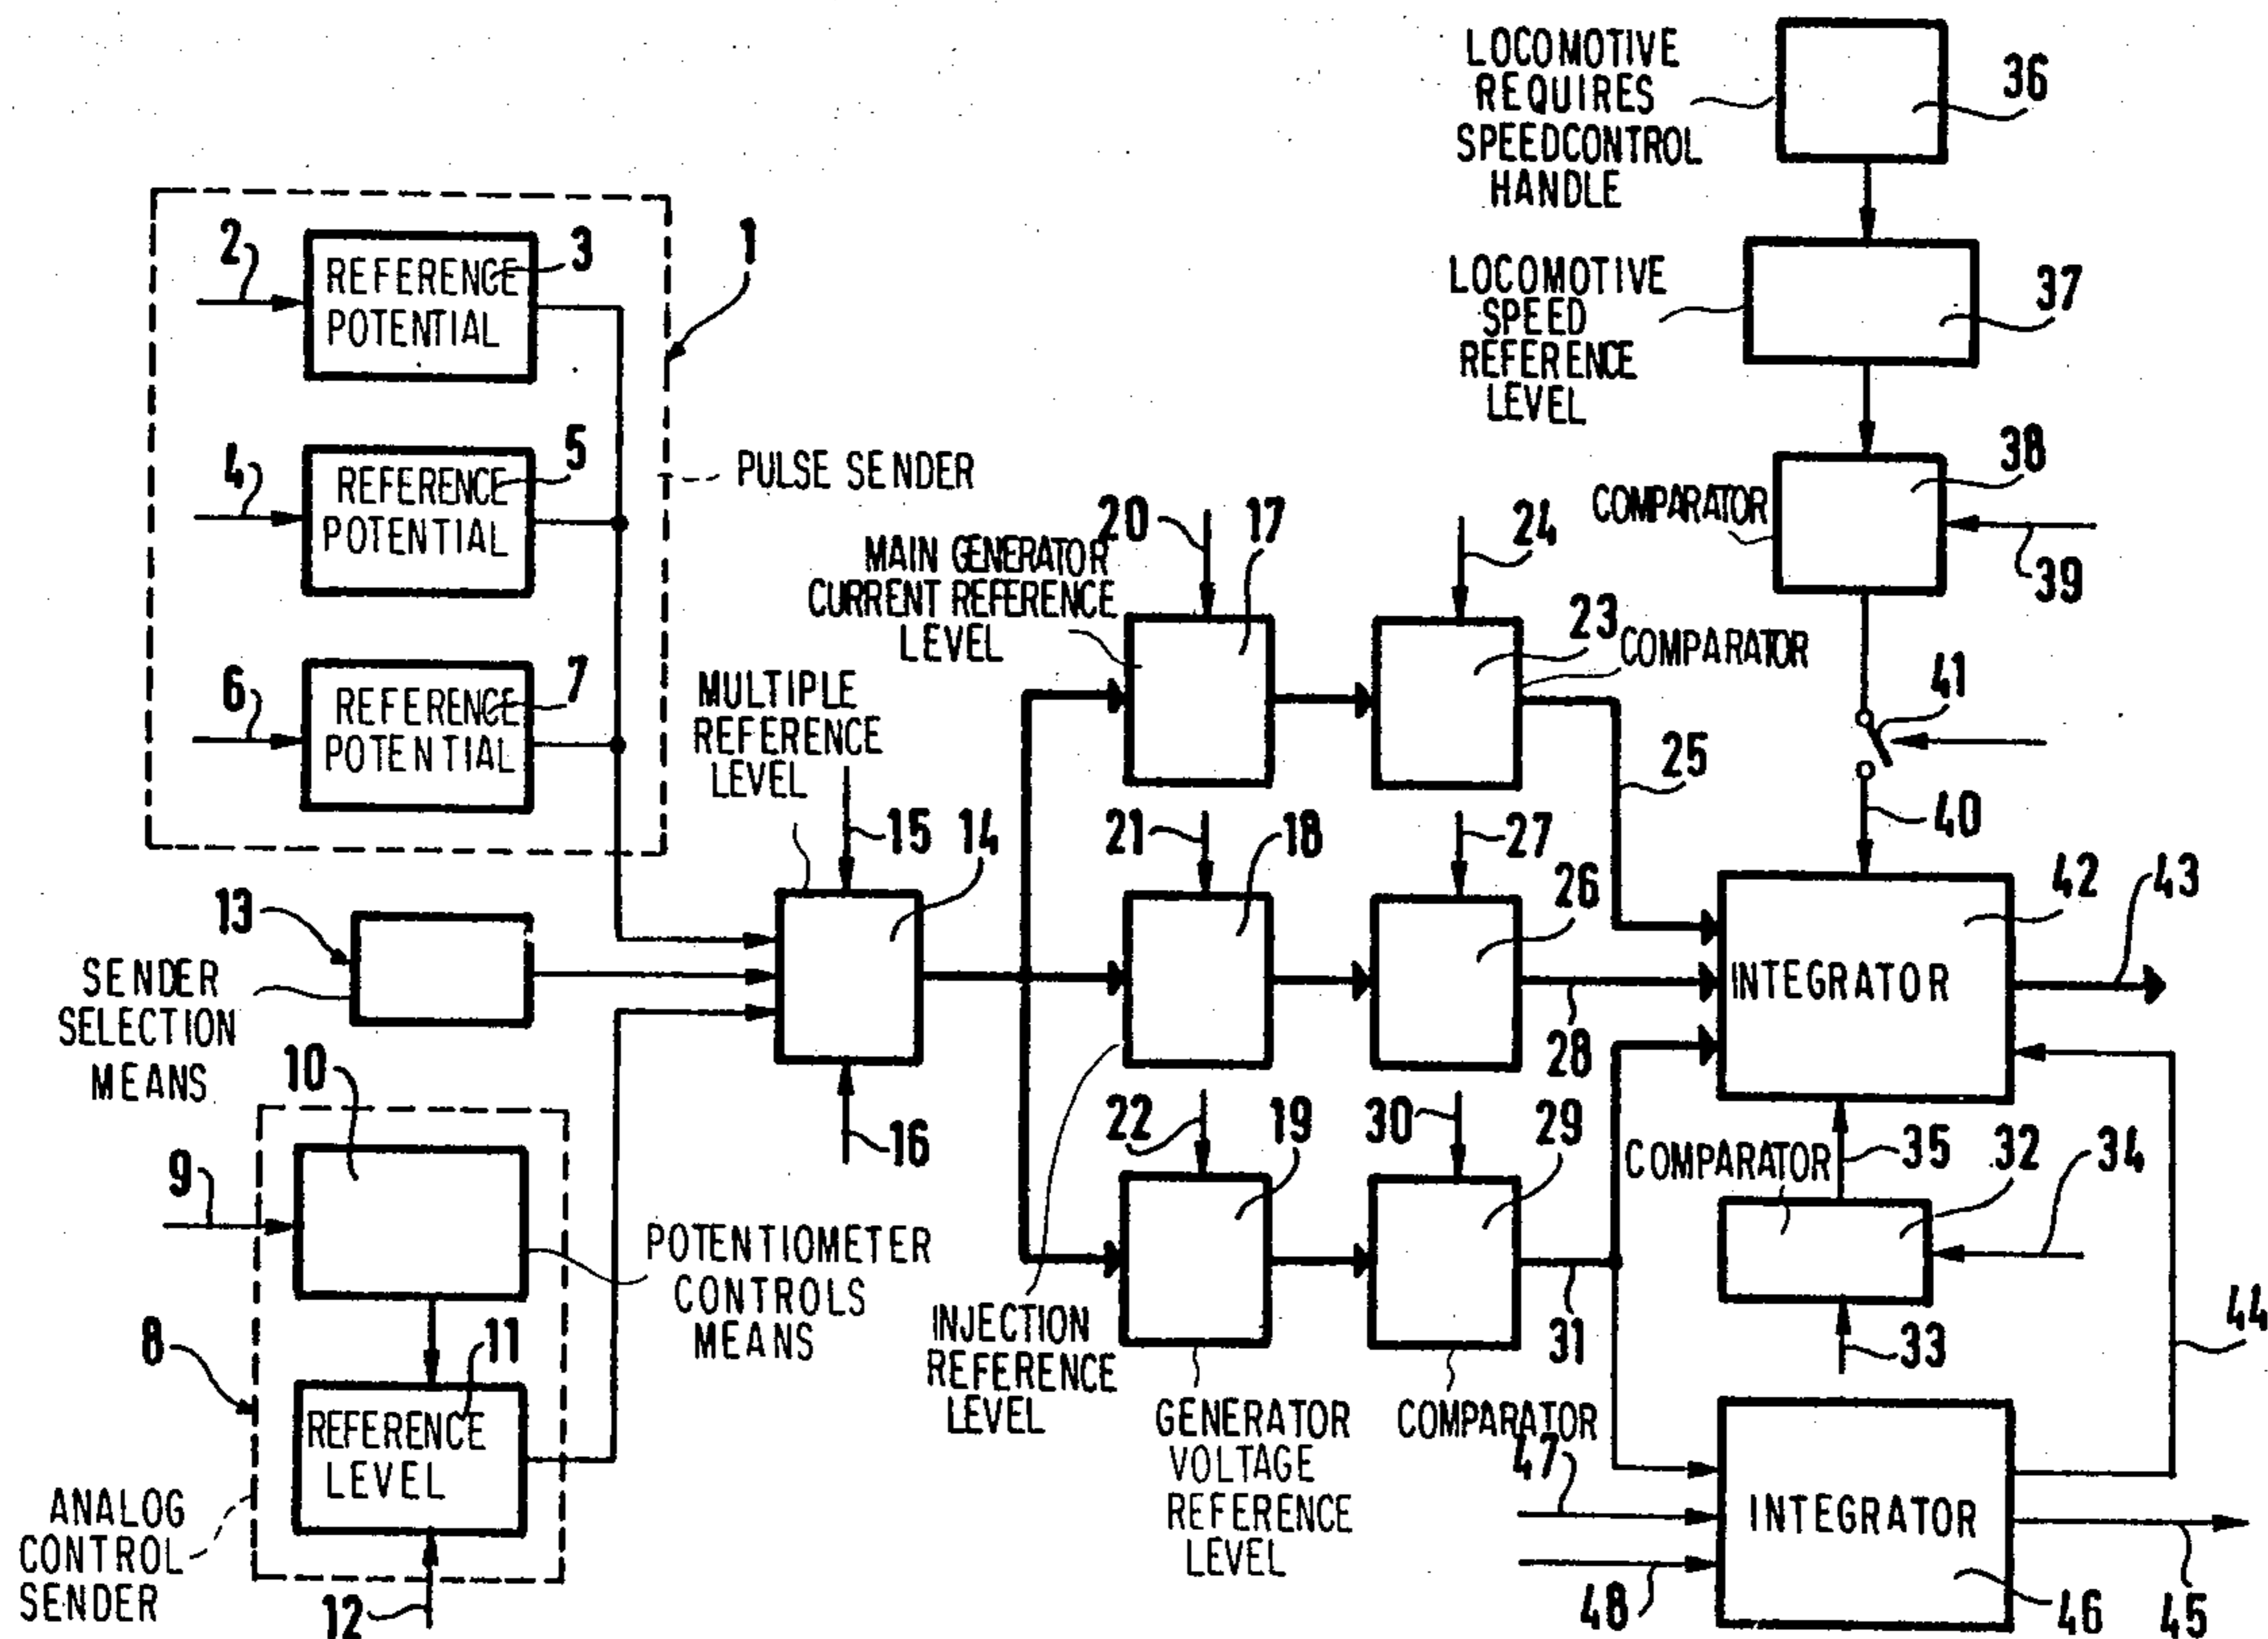 LOCOMOTIVE
REQUIRES
SPEEDCONTROL
HANDLE
36
LOCOMOTIVE
SPEED
REFERENCE
LEVEL
37
COMPARATOR
38
39
41
40
1
2
REFERENCE
POTENTIAL
3
4
REFERENCE
POTENTIAL
5
6
REFERENCE
POTENTIAL
7
PULSE SENDER
13
SENDER
SELECTION
MEANS
10
9
POTENTIOMETER
CONTROLS
MEANS
8
REFERENCE
LEVEL
11
12
ANALOG
CONTROL
SENDER
MULTIPLE
REFERENCE
LEVEL
15
14
16
MAIN GENERATOR
CURRENT REFERENCE
LEVEL
20
17
24
23
COMPARATOR
25
21
18
27
26
28
INJECTION
REFERENCE
LEVEL
22
19
30
29
31
GENERATOR
VOLTAGE
REFERENCE
LEVEL
COMPARATOR
INTEGRATOR
42
43
COMPARATOR
35
32
34
33
44
INTEGRATOR
47
48
46
45